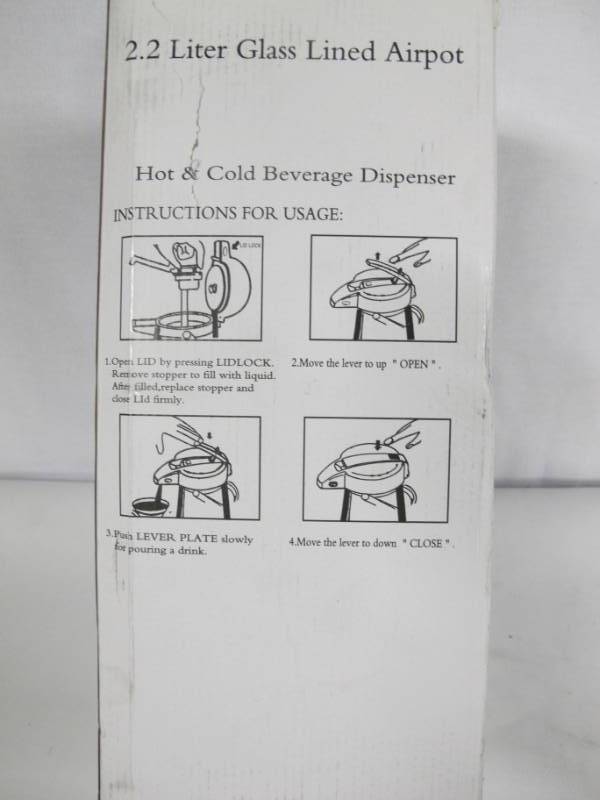 2.2 Liter Glass Lined Airpot
Hot & Cold Beverage Dispenser
INSTRUCTIONS FOR USAGE:
LID LOCK
1.Open LID by pressing LIDLOCK.
Remove stopper to fill with liquid.
After filled,replace stopper and
close LId firmly.
2.Move the lever to up " OPEN " .
3.Push LEVER PLATE slowly
for pouring a drink.
4.Move the lever to down " CLOSE " .